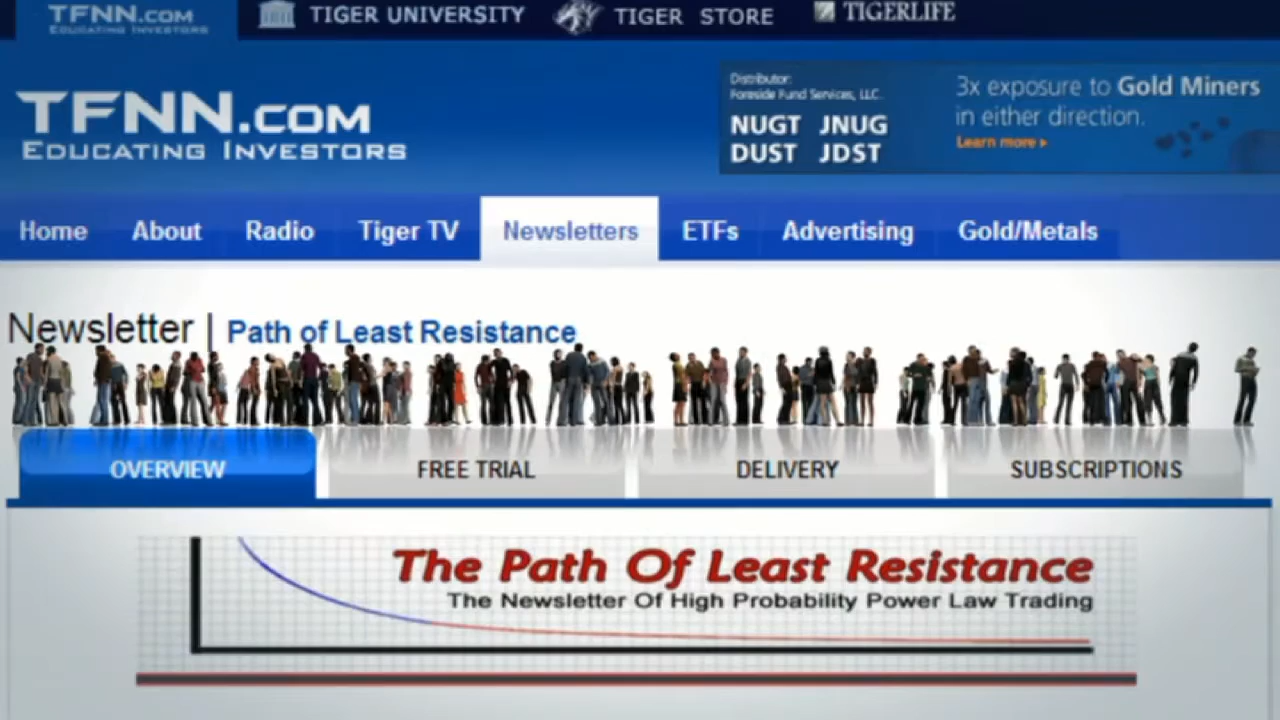 TFNN.COM
EDUCATING INVESTORS
TIGER UNIVERSITY
TIGER STORE
TIGERLIFE
TFNN.COM
EDUCATING INVESTORS
Distributor:
Foreside Fund Services, LLC.
NUGT JNUG
DUST JDST
3x exposure to Gold Miners
in either direction.
Learn more
Home About Radio Tiger TV Newsletters ETFs Advertising Gold/Metals
Newsletter | Path of Least Resistance
OVERVIEW FREE TRIAL DELIVERY SUBSCRIPTIONS
The Path Of Least Resistance
The Newsletter Of High Probability Power Law Trading